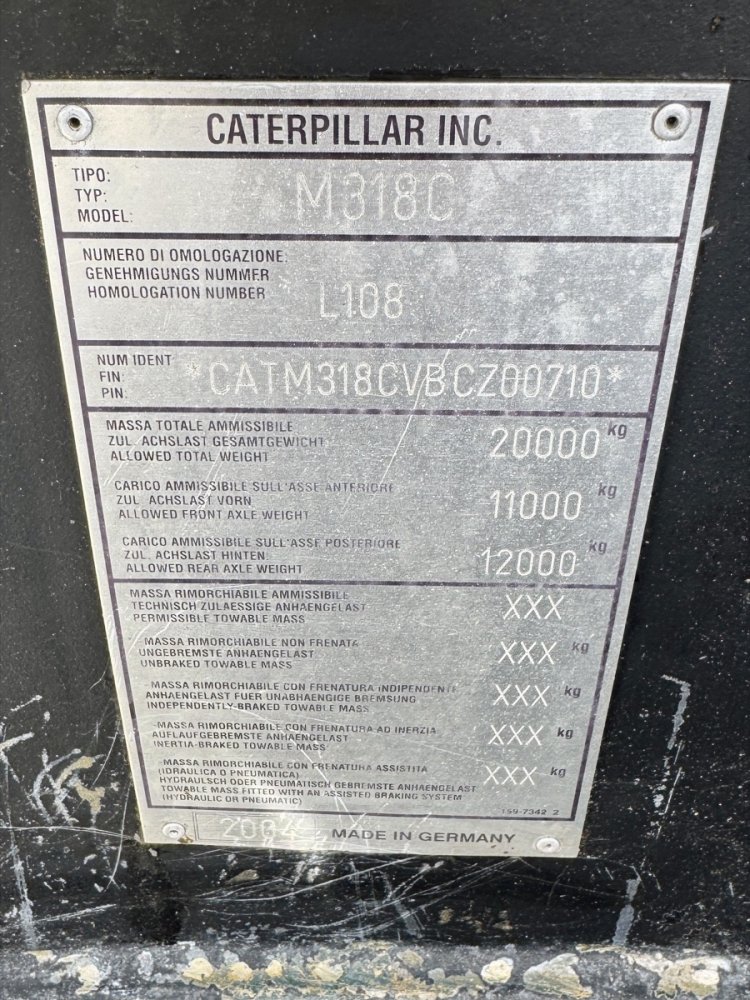 CATERPILLAR INC.
TIPO:
TYP:
MODEL:
M318C
NUMERO DI OMOLOGAZIONE:
GENEHMIGUNGS NUMMER
HOMOLOGATION NUMBER
L108
NUM IDENT
FIN:
PIN:
*CATM318CVBCZ00710*
MASSA TOTALE AMMISSIBILE
ZUL. ACHSLAST GESAMTGEWICHT
ALLOWED TOTAL WEIGHT
20000 kg
CARICO AMMISSIBILE SULL'ASSE ANTERIORE
ZUL. ACHSLAST VORN
ALLOWED FRONT AXLE WEIGHT
11000 kg
CARICO AMMISSIBILE SULL'ASSE POSTERIORE
ZUL. ACHSLAST HINTEN
ALLOWED REAR AXLE WEIGHT
12000 kg
MASSA RIMORCHIABILE AMMISSIBILE
TECHNISCH ZULAESSIGE ANHAENGELAST
PERMISSIBLE TOWABLE MASS
XXX
-MASSA RIMORCHIABILE NON FRENATA
UNGEBREMSTE ANHAENGELAST
UNBRAKED TOWABLE MASS
XXX kg
-MASSA RIMORCHIABILE CON FRENATURA INDIPENDENTE
ANHAENGELAST FUER UNABHAENGIGE BREMSUNG
INDEPENDENTLY-BRAKED TOWABLE MASS
XXX kg
-MASSA RIMORCHIABILE CON FRENATURA AD INERZIA
AUFLAUFGEBREMSTE ANHAENGELAST
INERTIA-BRAKED TOWABLE MASS
XXX kg
-MASSA RIMORCHIABILE CON FRENATURA ASSISTITA
(IDRAULICA O PNEUMATICA)
HYDRAULSCH ODER PNEUMATISCH GEBREMSTE ANHAENGELAST
TOWABLE MASS FITTED WITH AN ASSISTED BRAKING SYSTEM
(HYDRAULIC OR PNEUMATIC)
XXX kg
159-7342 2
2004 MADE IN GERMANY